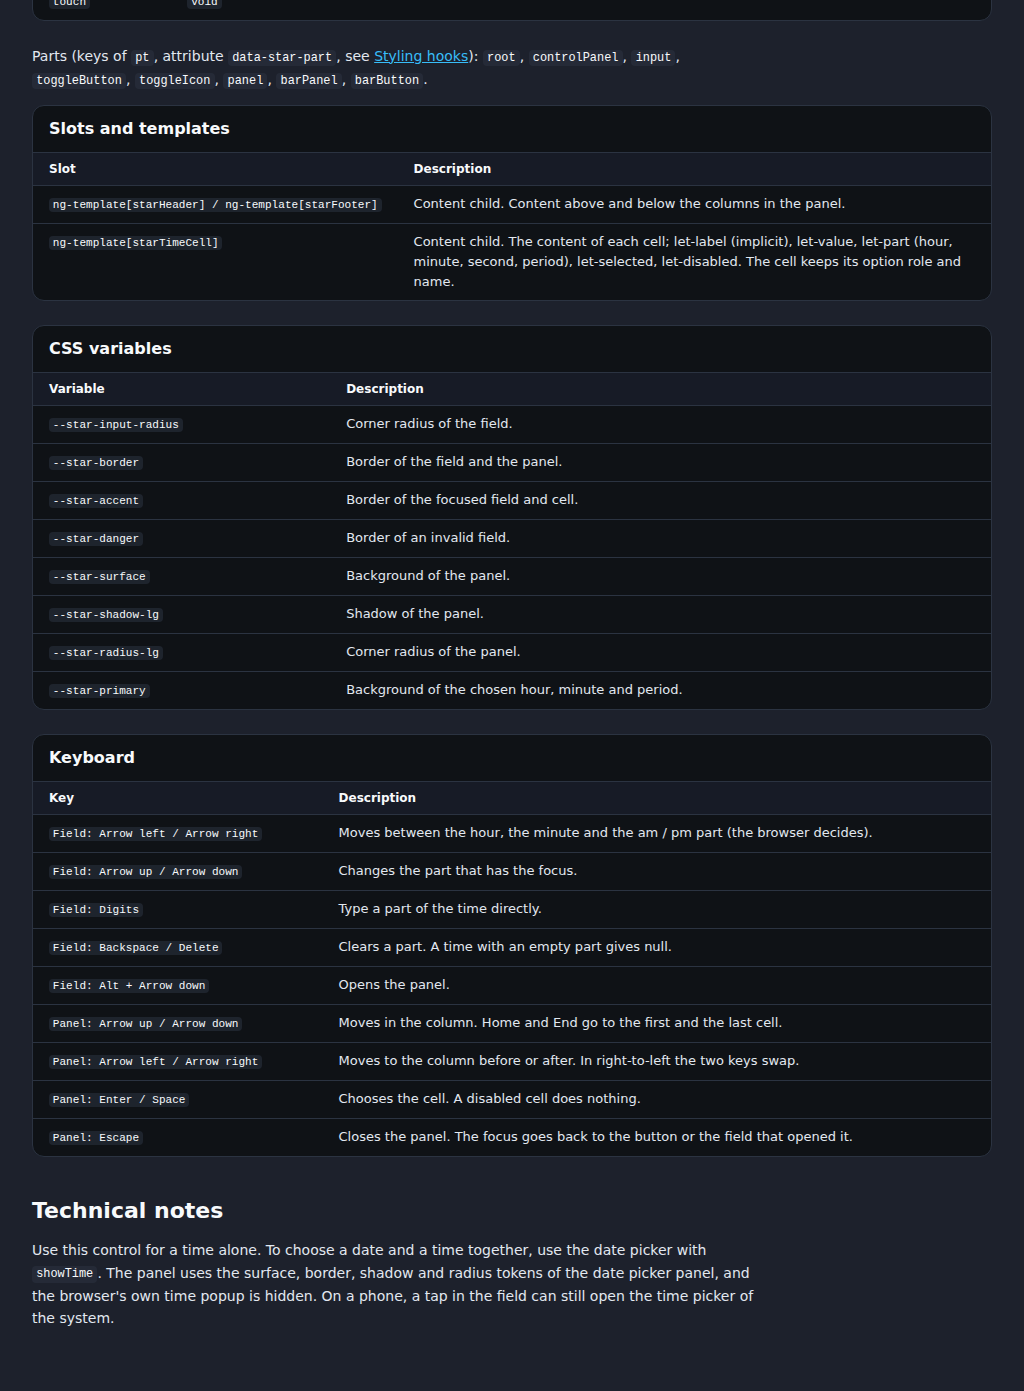 touch void
Parts (keys of pt, attribute data-star-part, see Styling hooks): root, controlPanel, input,
toggleButton, toggleIcon, panel, barPanel, barButton.
Slots and templates
Slot Description
ng-template[starHeader] / ng-template[starFooter] Content child. Content above and below the columns in the panel.
ng-template[starTimeCell] Content child. The content of each cell; let-label (implicit), let-value, let-part (hour,
minute, second, period), let-selected, let-disabled. The cell keeps its option role and
name.
CSS variables
Variable Description
--star-input-radius Corner radius of the field.
--star-border Border of the field and the panel.
--star-accent Border of the focused field and cell.
--star-danger Border of an invalid field.
--star-surface Background of the panel.
--star-shadow-lg Shadow of the panel.
--star-radius-lg Corner radius of the panel.
--star-primary Background of the chosen hour, minute and period.
Keyboard
Key Description
Field: Arrow left / Arrow right Moves between the hour, the minute and the am / pm part (the browser decides).
Field: Arrow up / Arrow down Changes the part that has the focus.
Field: Digits Type a part of the time directly.
Field: Backspace / Delete Clears a part. A time with an empty part gives null.
Field: Alt + Arrow down Opens the panel.
Panel: Arrow up / Arrow down Moves in the column. Home and End go to the first and the last cell.
Panel: Arrow left / Arrow right Moves to the column before or after. In right-to-left the two keys swap.
Panel: Enter / Space Chooses the cell. A disabled cell does nothing.
Panel: Escape Closes the panel. The focus goes back to the button or the field that opened it.
Technical notes
Use this control for a time alone. To choose a date and a time together, use the date picker with
showTime. The panel uses the surface, border, shadow and radius tokens of the date picker panel, and
the browser's own time popup is hidden. On a phone, a tap in the field can still open the time picker of
the system.